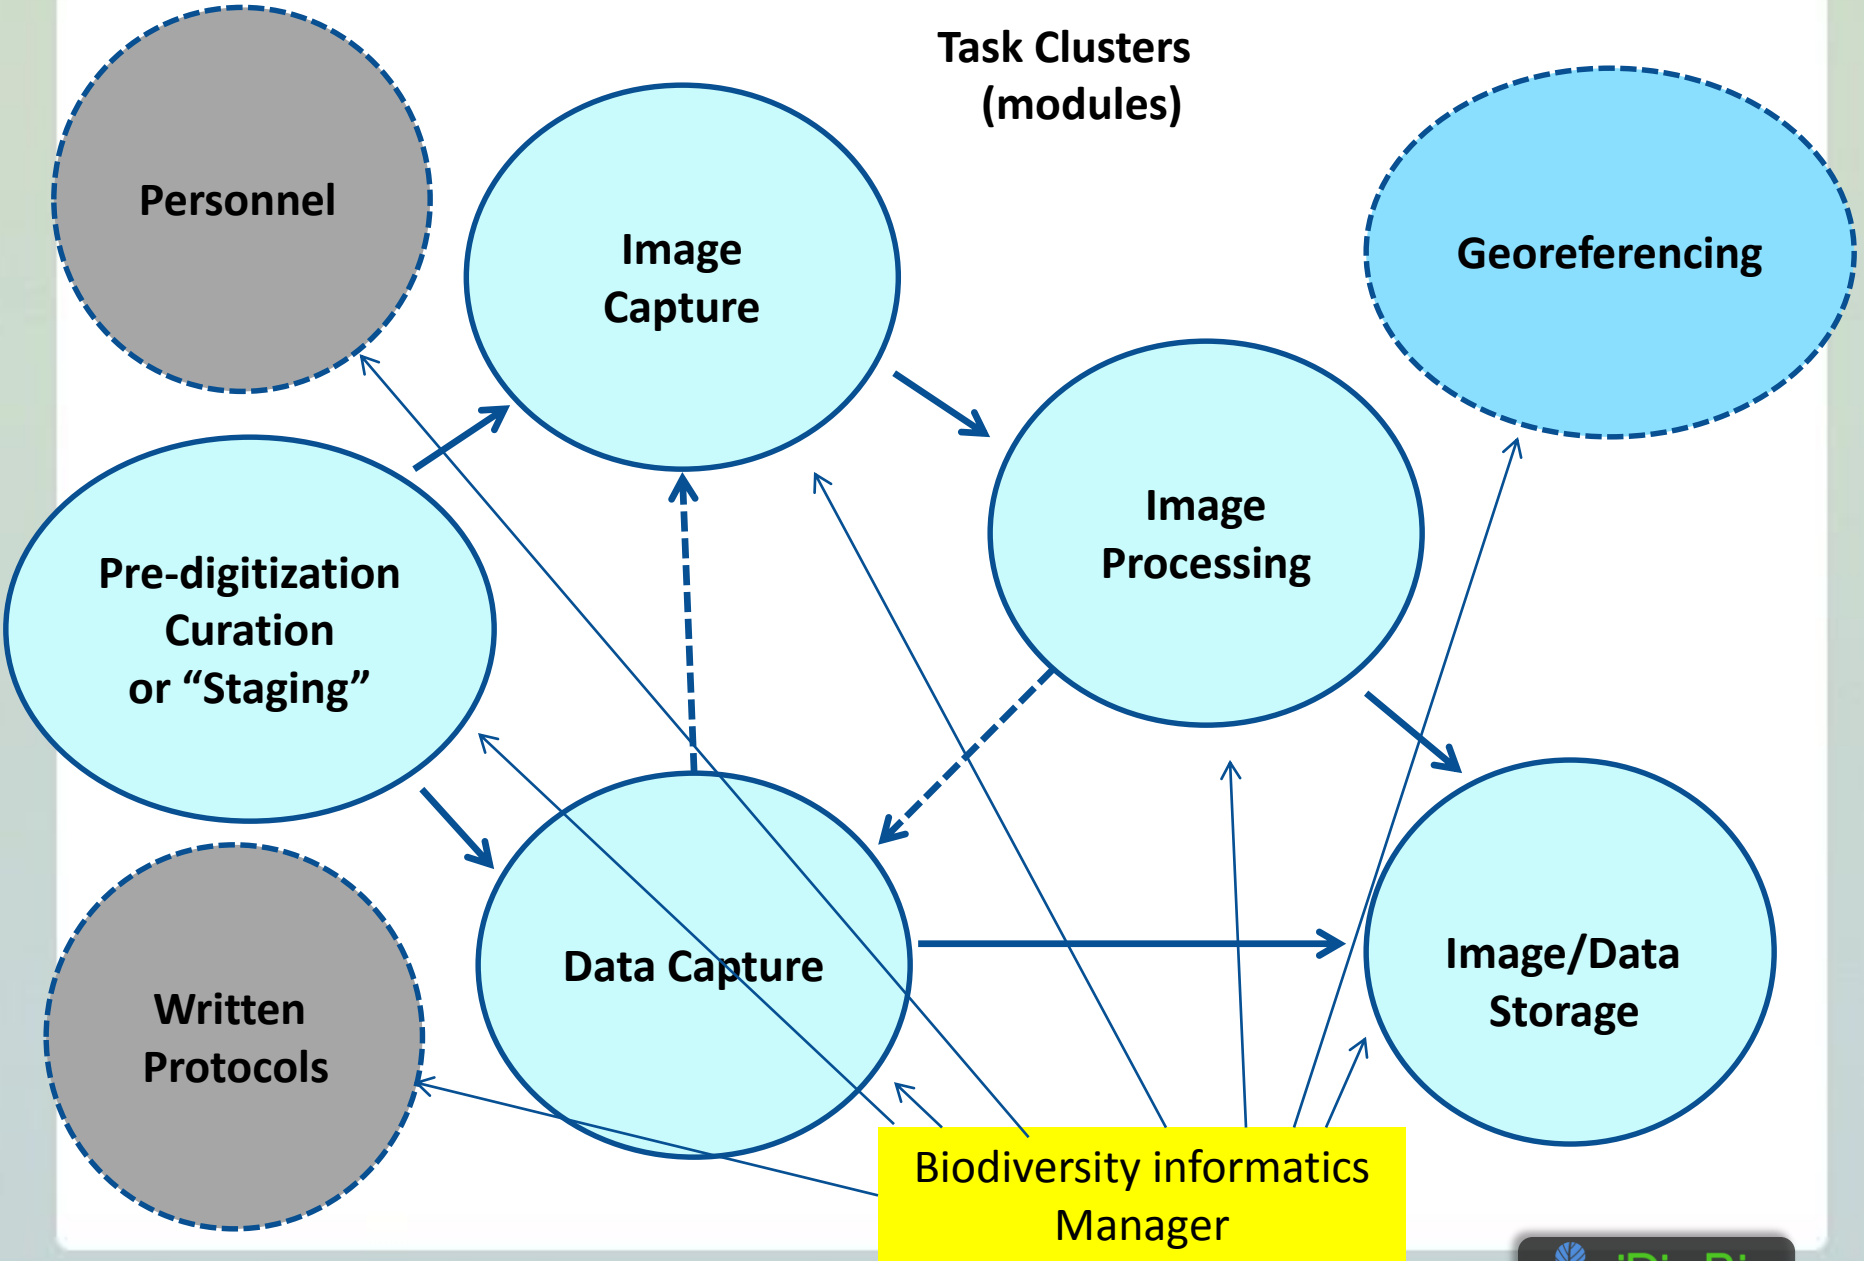 Task Clusters
(modules)
Personnel
Image
Capture
Georeferencing
Image
Processing
Pre-digitization
Curation
or “Staging”
Data Capture
Image/Data
Storage
Written
Protocols
Biodiversity informatics
Manager